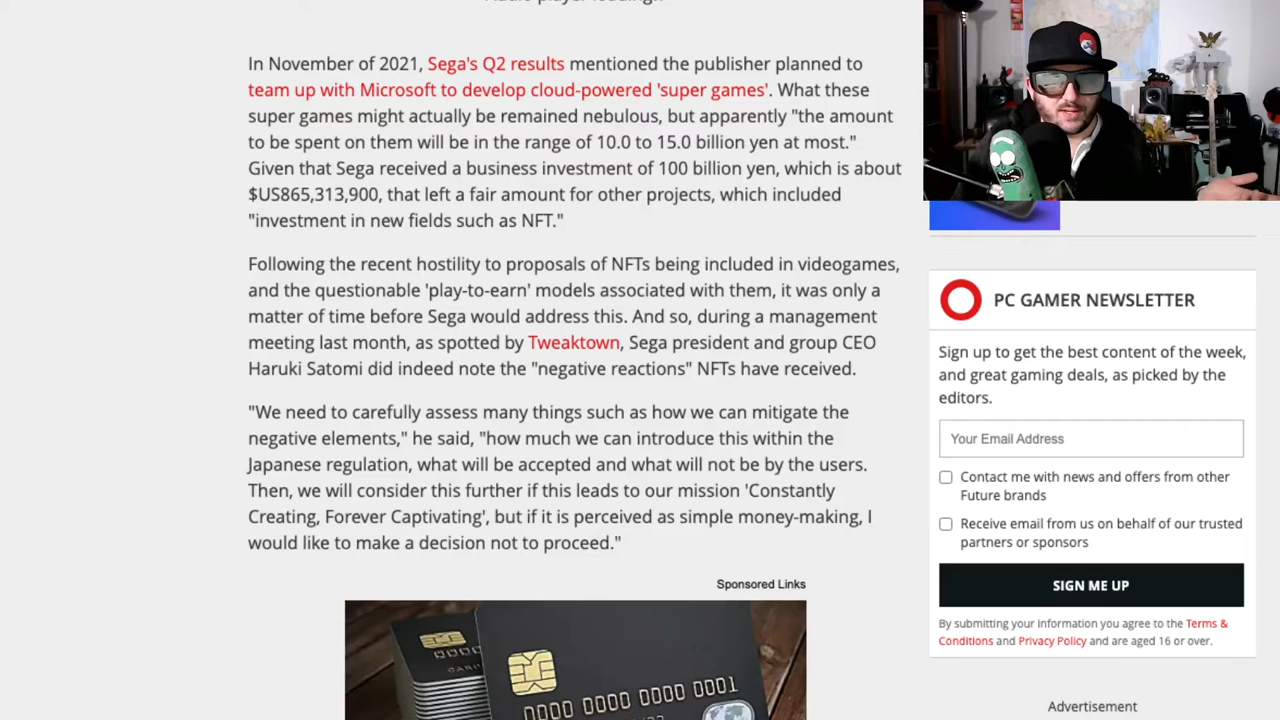 In November of 2021, Sega's Q2 results mentioned the publisher planned to
team up with Microsoft to develop cloud-powered 'super games'. What these
super games might actually be remained nebulous, but apparently "the amount
to be spent on them will be in the range of 10.0 to 15.0 billion yen at most."
Given that Sega received a business investment of 100 billion yen, which is about
$US865,313,900, that left a fair amount for other projects, which included
"investment in new fields such as NFT."
Following the recent hostility to proposals of NFTs being included in videogames,
and the questionable 'play-to-earn' models associated with them, it was only a
matter of time before Sega would address this. And so, during a management
meeting last month, as spotted by Tweaktown, Sega president and group CEO
Haruki Satomi did indeed note the "negative reactions" NFTs have received.
"We need to carefully assess many things such as how we can mitigate the
negative elements," he said, "how much we can introduce this within the
Japanese regulation, what will be accepted and what will not be by the users.
Then, we will consider this further if this leads to our mission 'Constantly
Creating, Forever Captivating', but if it is perceived as simple money-making, I
would like to make a decision not to proceed."
Sponsored Links
0000 0000 0000 0001
PC GAMER NEWSLETTER
Sign up to get the best content of the week,
and great gaming deals, as picked by the
editors.
Your Email Address
Contact me with news and offers from other
Future brands
Receive email from us on behalf of our trusted
partners or sponsors
SIGN ME UP
By submitting your information you agree to the Terms &
Conditions and Privacy Policy and are aged 16 or over.
Advertisement